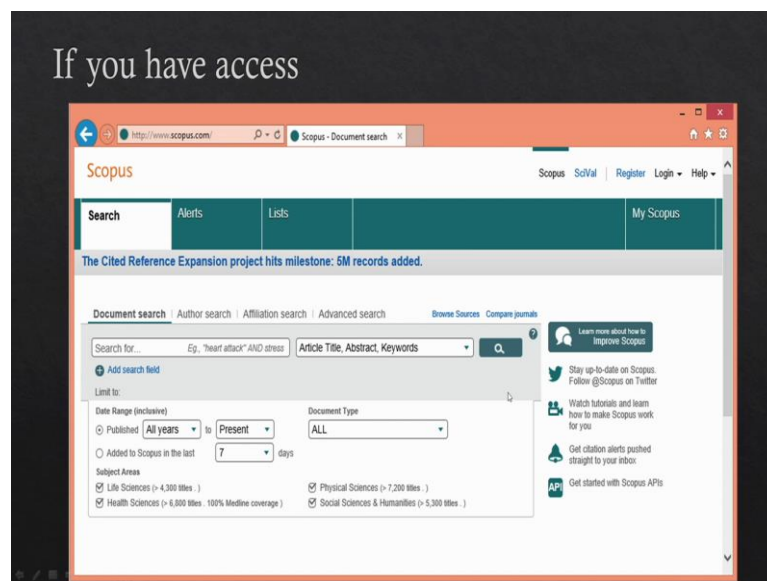 If you have access
http://www.scopus.com/
Scopus - Document search
Scopus
Scopus SciVal Register Login Help
Search Alerts Lists My Scopus
The Cited Reference Expansion project hits milestone: 5M records added.
Document search Author search Affiliation search Advanced search Browse Sources Compare journals
Search for... Eg., "heart attack" AND stress Article Title, Abstract, Keywords
Add search field
Limit to:
Date Range (inclusive) Document Type
Published All years to Present ALL
Added to Scopus in the last 7 days
Subject Areas
Life Sciences (> 4,300 titles . ) Physical Sciences (> 7,200 titles . )
Health Sciences (> 6,800 titles . 100% Medline coverage ) Social Sciences & Humanities (> 5,300 titles . )
Learn more about how to
Improve Scopus
Stay up-to-date on Scopus.
Follow @Scopus on Twitter
Watch tutorials and learn
how to make Scopus work
for you
Get citation alerts pushed
straight to your inbox
API Get started with Scopus APIs